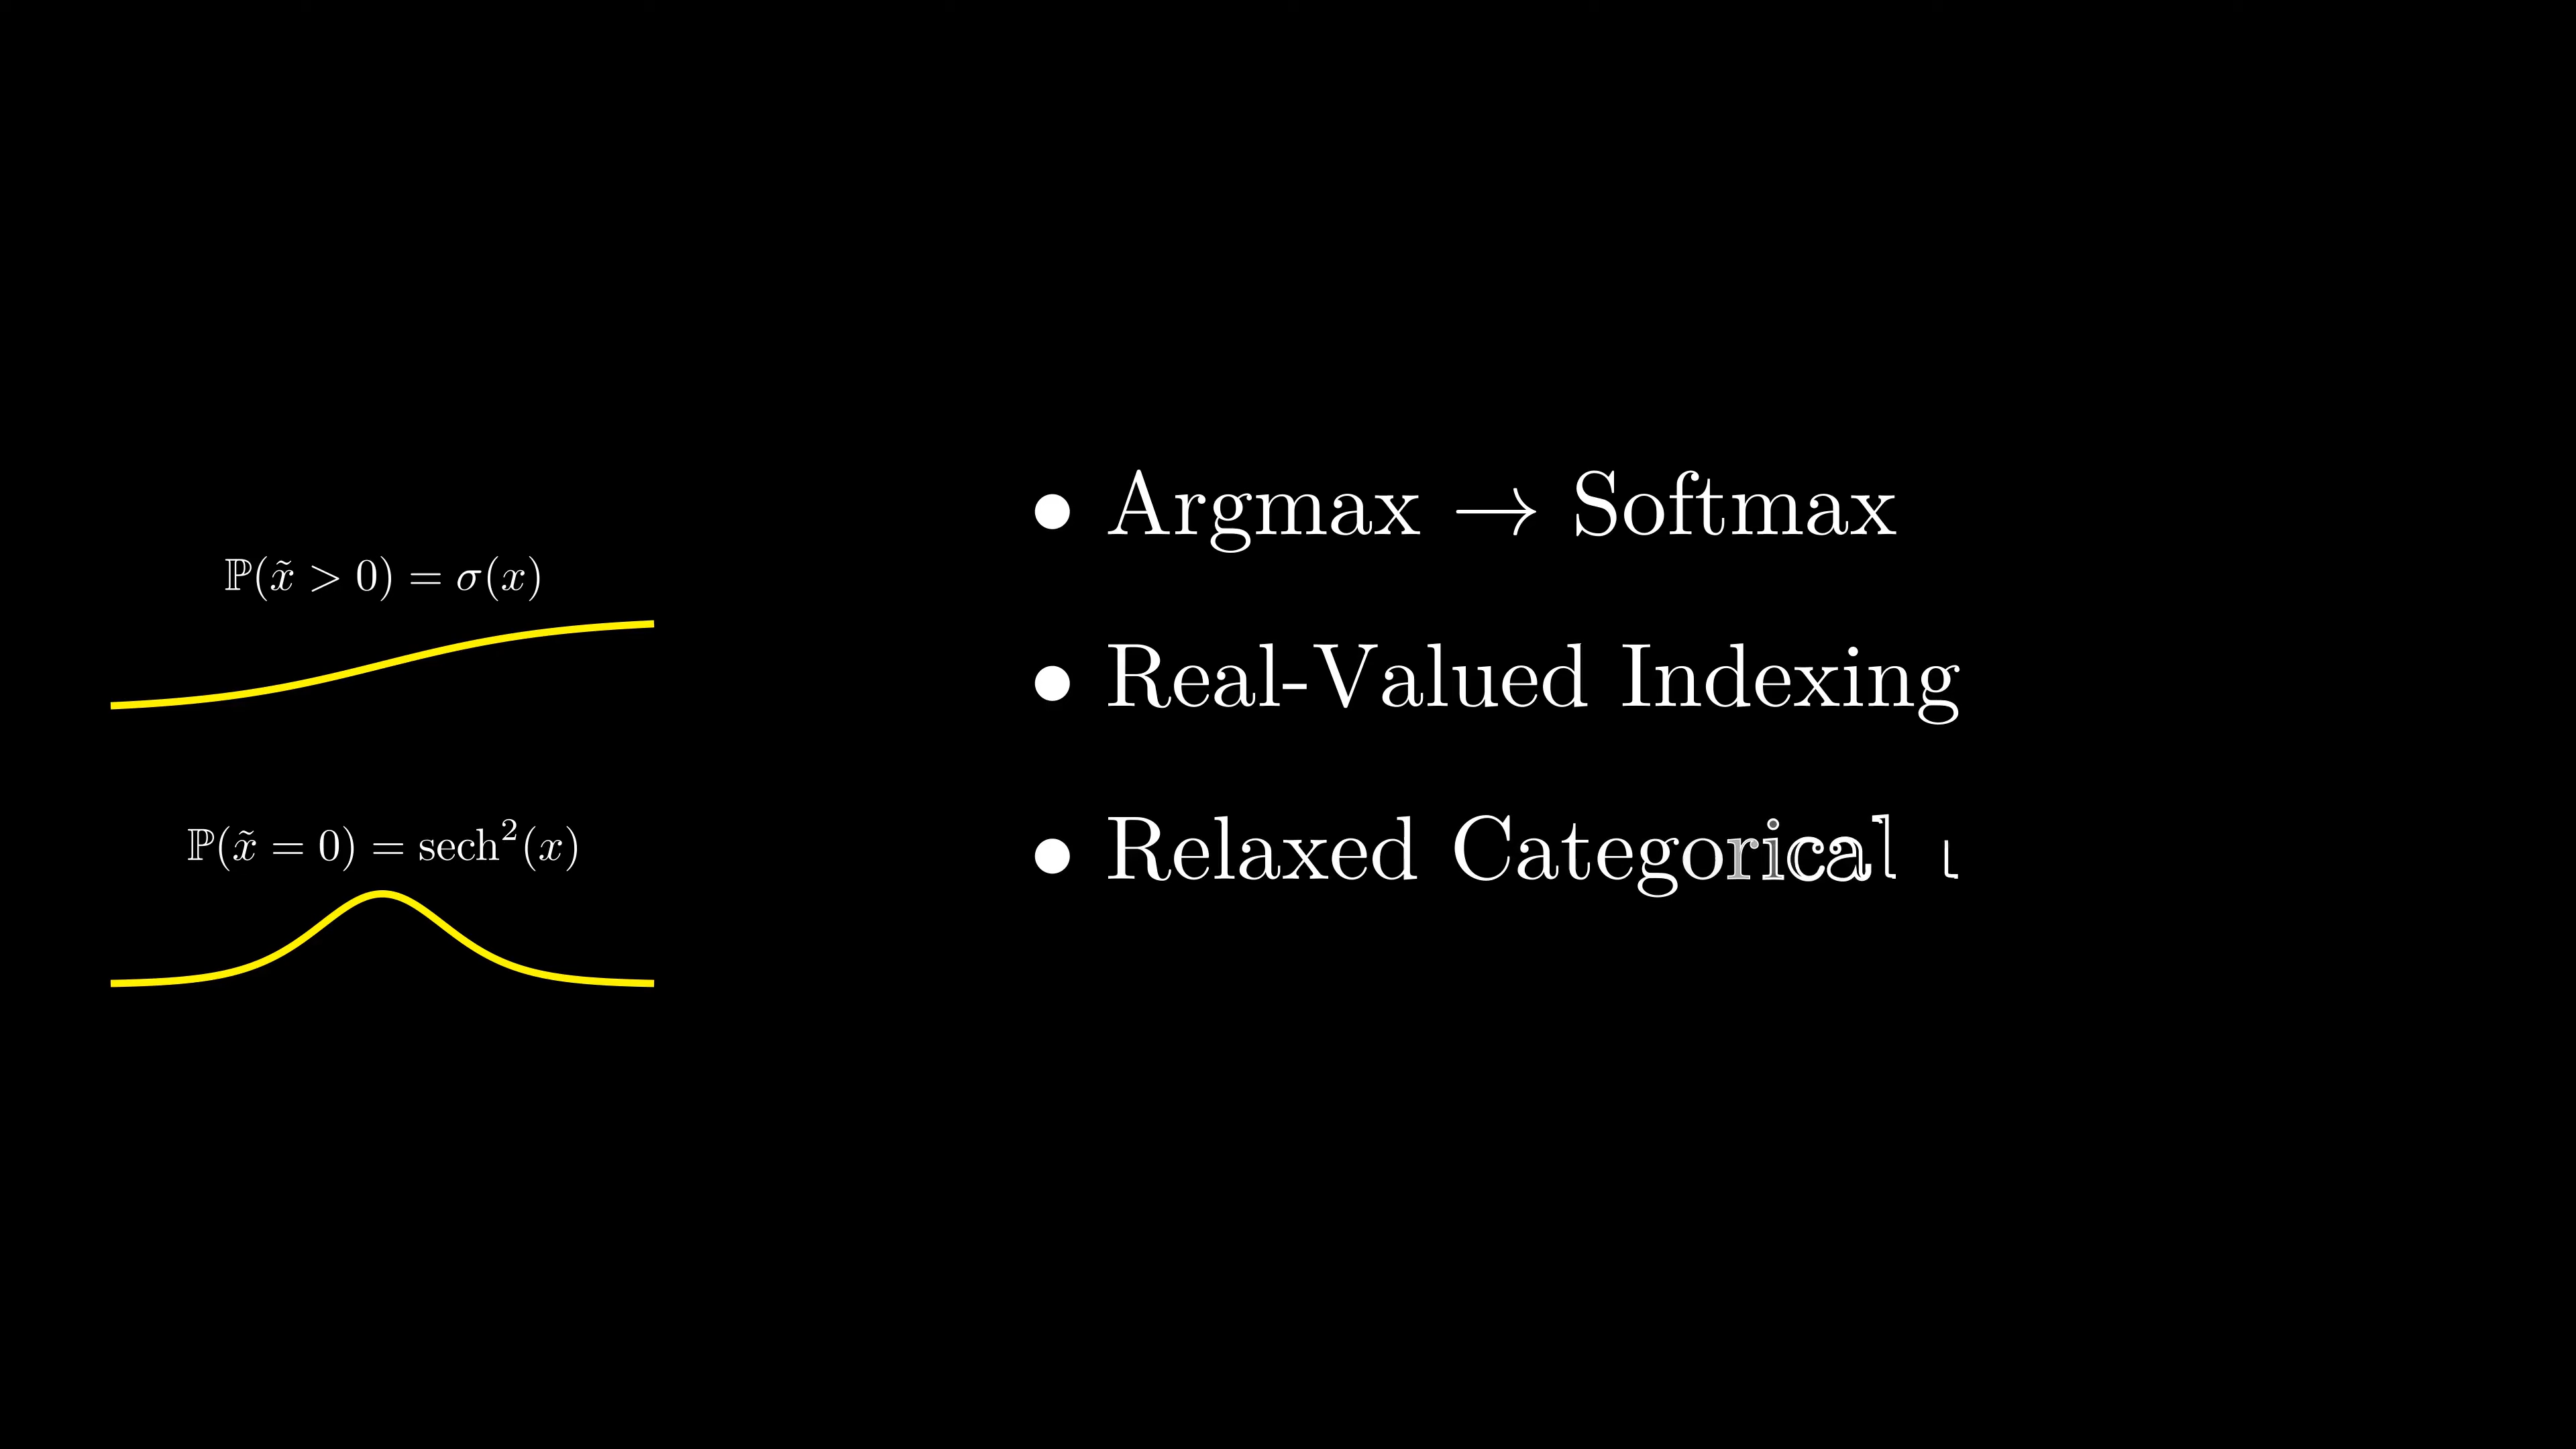 ℙ(x̃ > 0) = σ(x)
ℙ(x̃ = 0) = sech²(x)
• Argmax → Softmax
• Real-Valued Indexing
• Relaxed Categorical